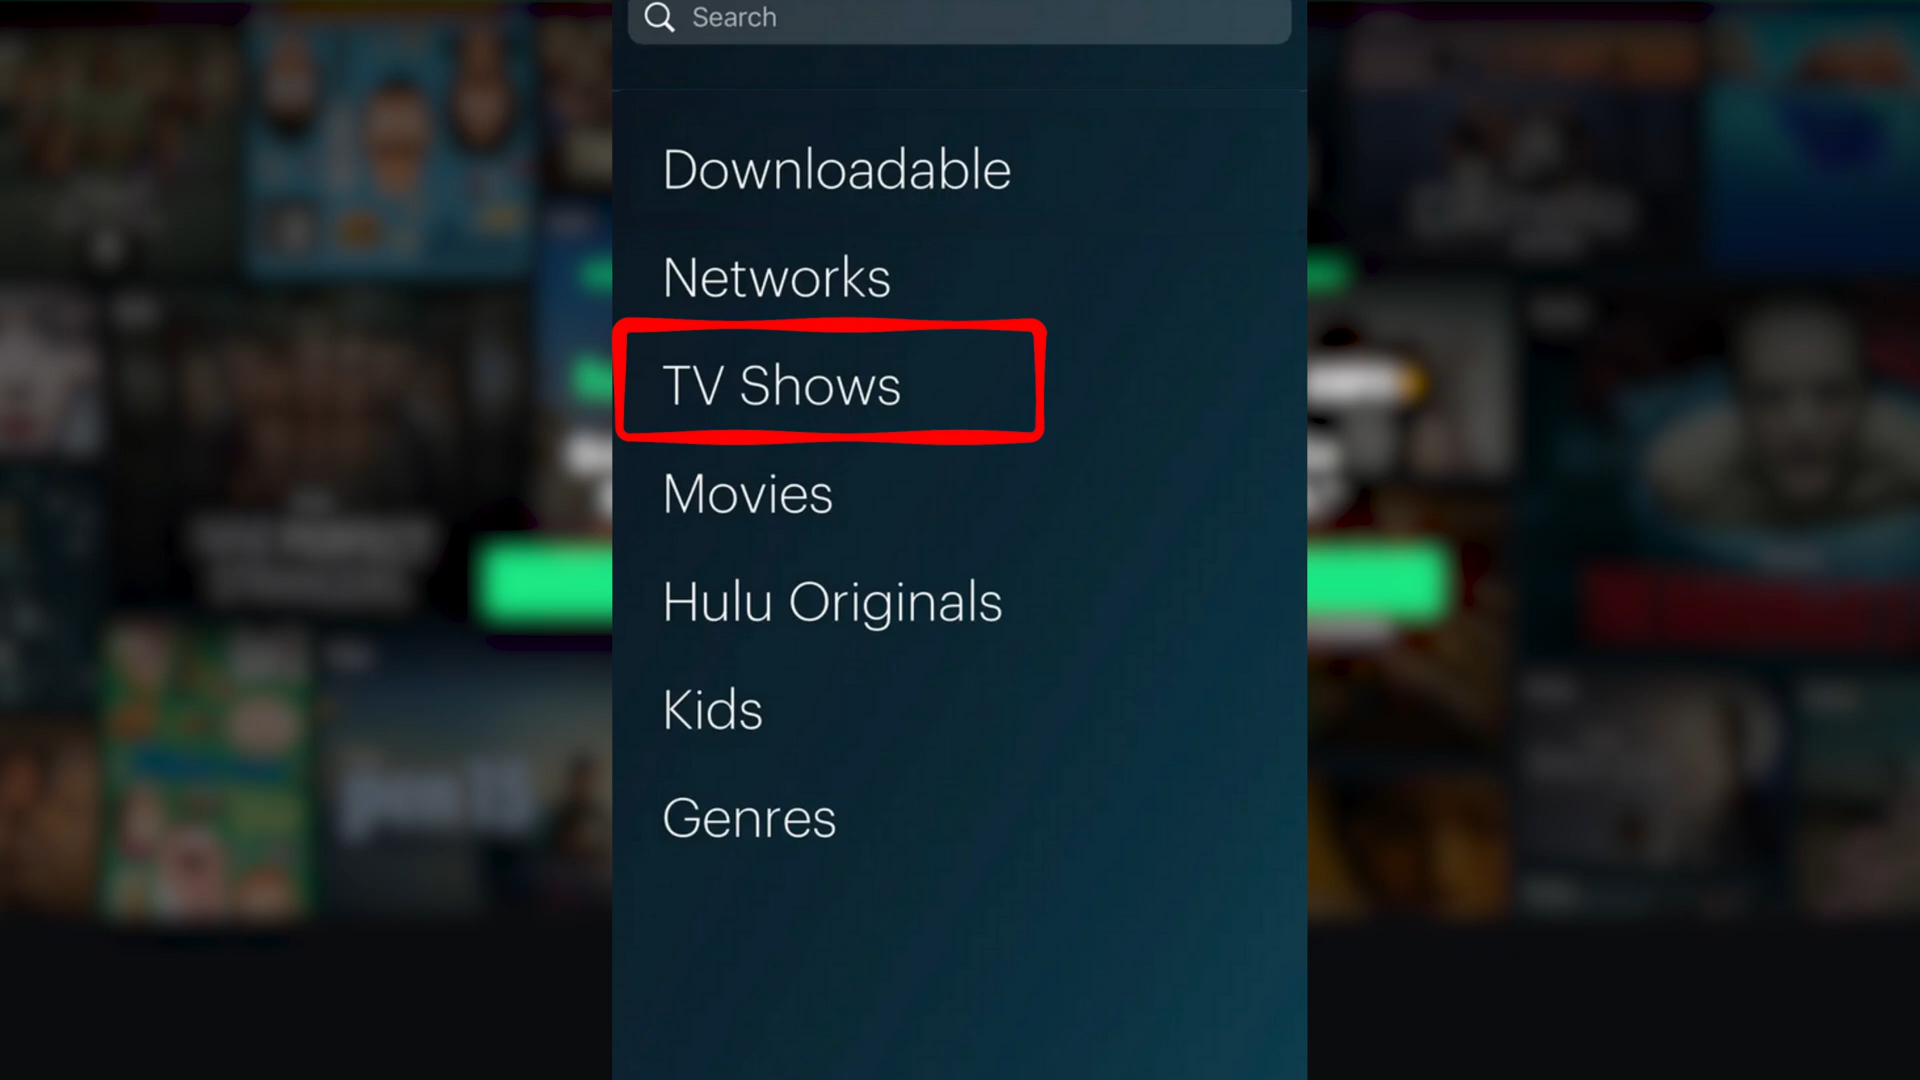 Search
Downloadable
Networks
TV Shows
Movies
Hulu Originals
Kids
Genres